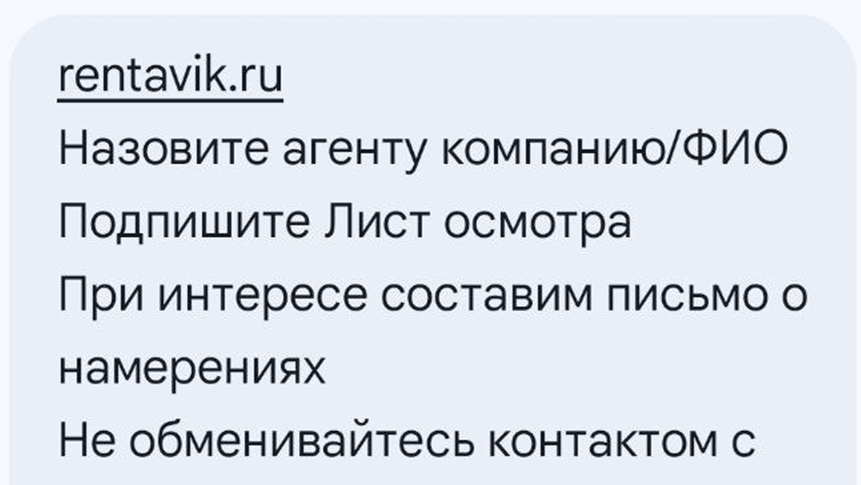 rentavik.ru
Назовите агенту компанию/ФИО
Подпишите Лист осмотра
При интересе составим письмо о
намерениях
Не обменивайтесь контактом с